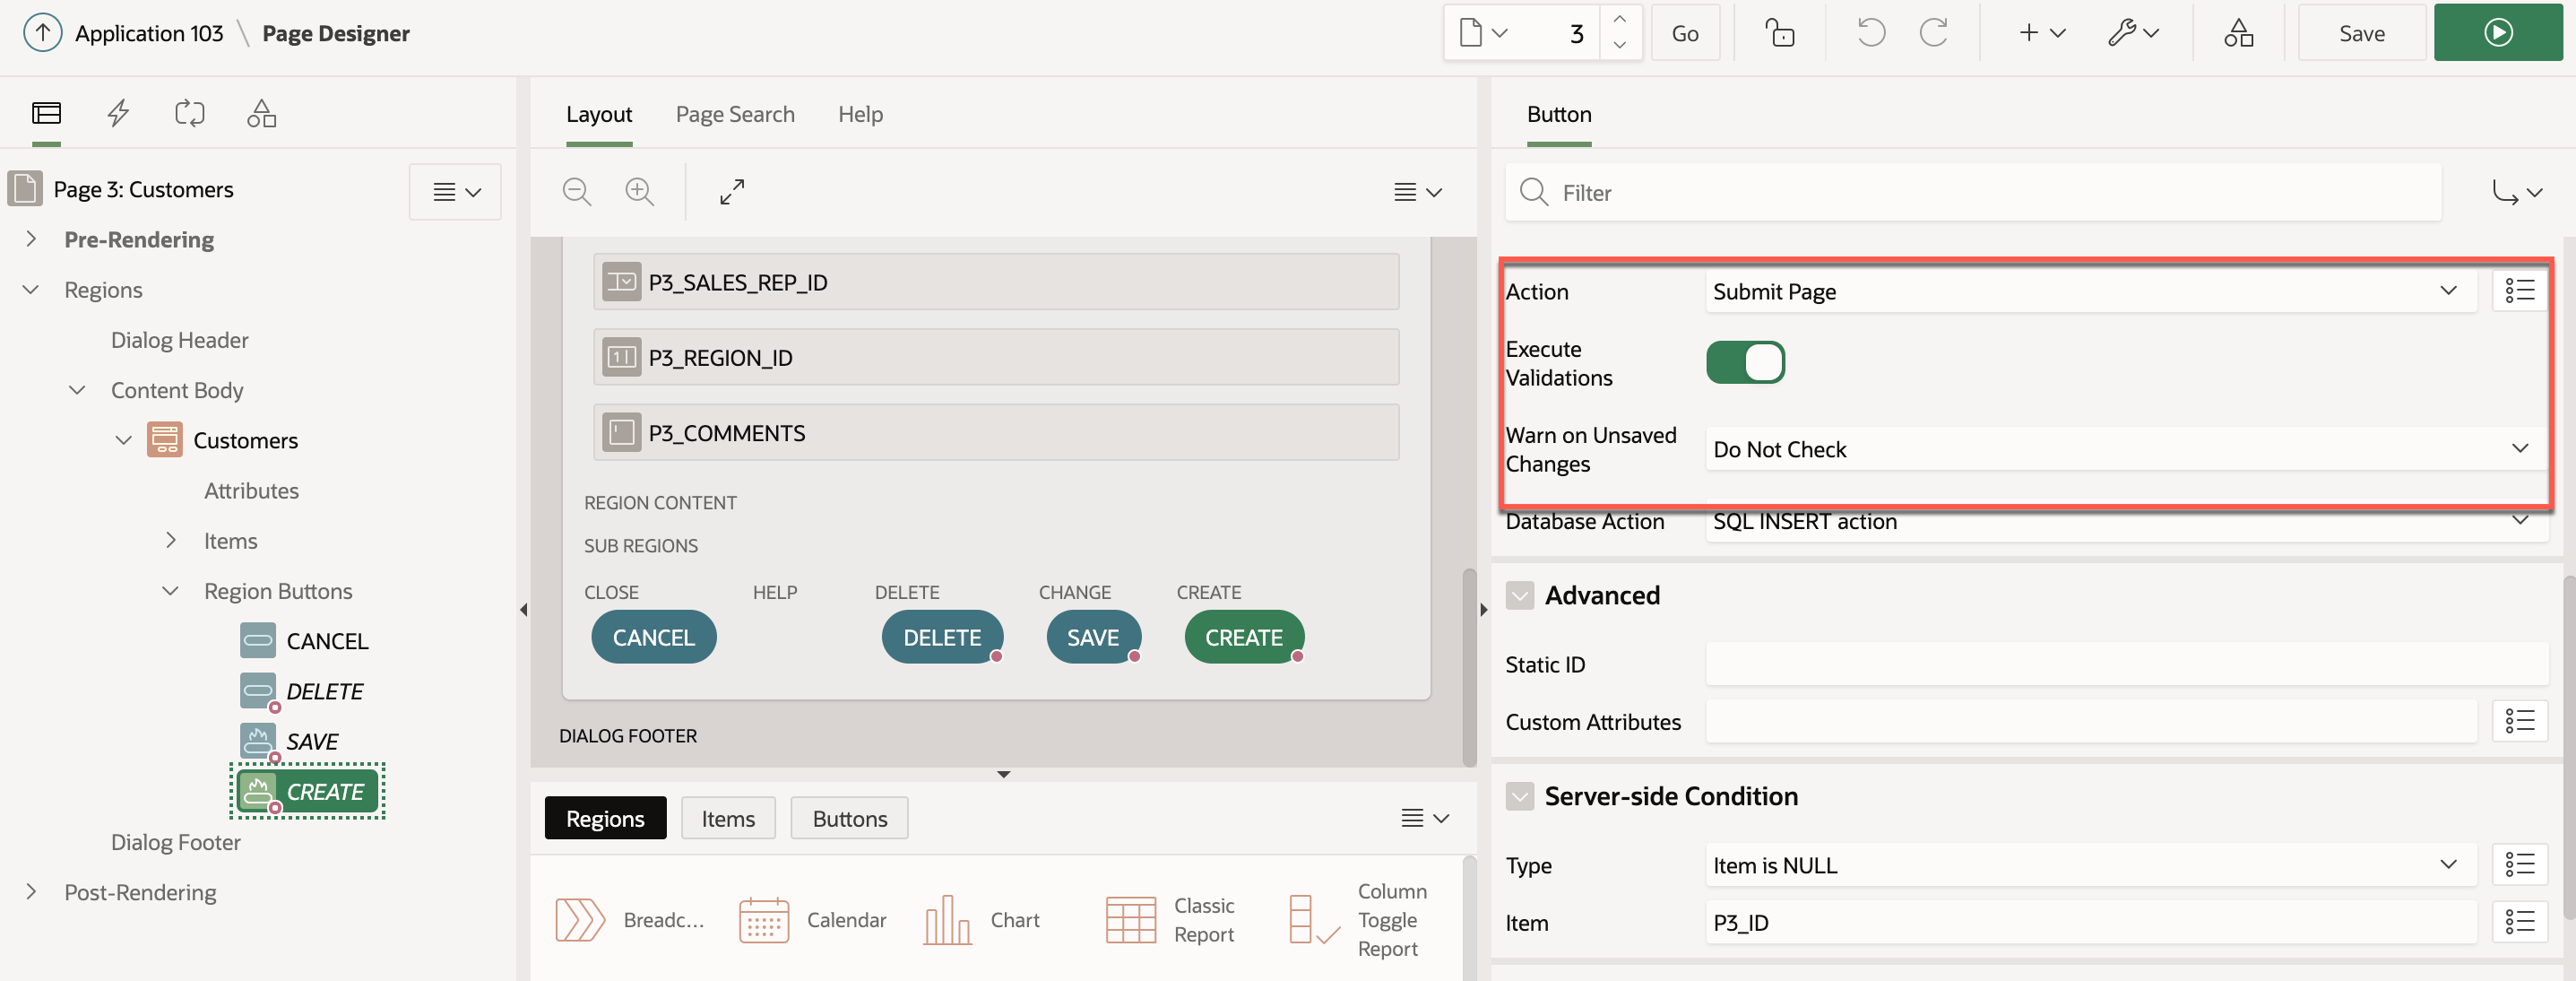 Application 103 \ Page Designer
3
Go
Save
Page 3: Customers
Pre-Rendering
Regions
Dialog Header
Content Body
Customers
Attributes
Items
Region Buttons
CANCEL
DELETE
SAVE
CREATE
Dialog Footer
Post-Rendering
Layout
Page Search
Help
P3_SALES_REP_ID
P3_REGION_ID
P3_COMMENTS
REGION CONTENT
SUB REGIONS
CLOSE
HELP
DELETE
CHANGE
CREATE
CANCEL
DELETE
SAVE
CREATE
DIALOG FOOTER
Regions
Items
Buttons
Breadc...
Calendar
Chart
Classic
Report
Column
Toggle
Report
Button
Filter
Action
Submit Page
Execute
Validations
Warn on Unsaved
Changes
Do Not Check
Database Action
SQL INSERT action
Advanced
Static ID
Custom Attributes
Server-side Condition
Type
Item is NULL
Item
P3_ID